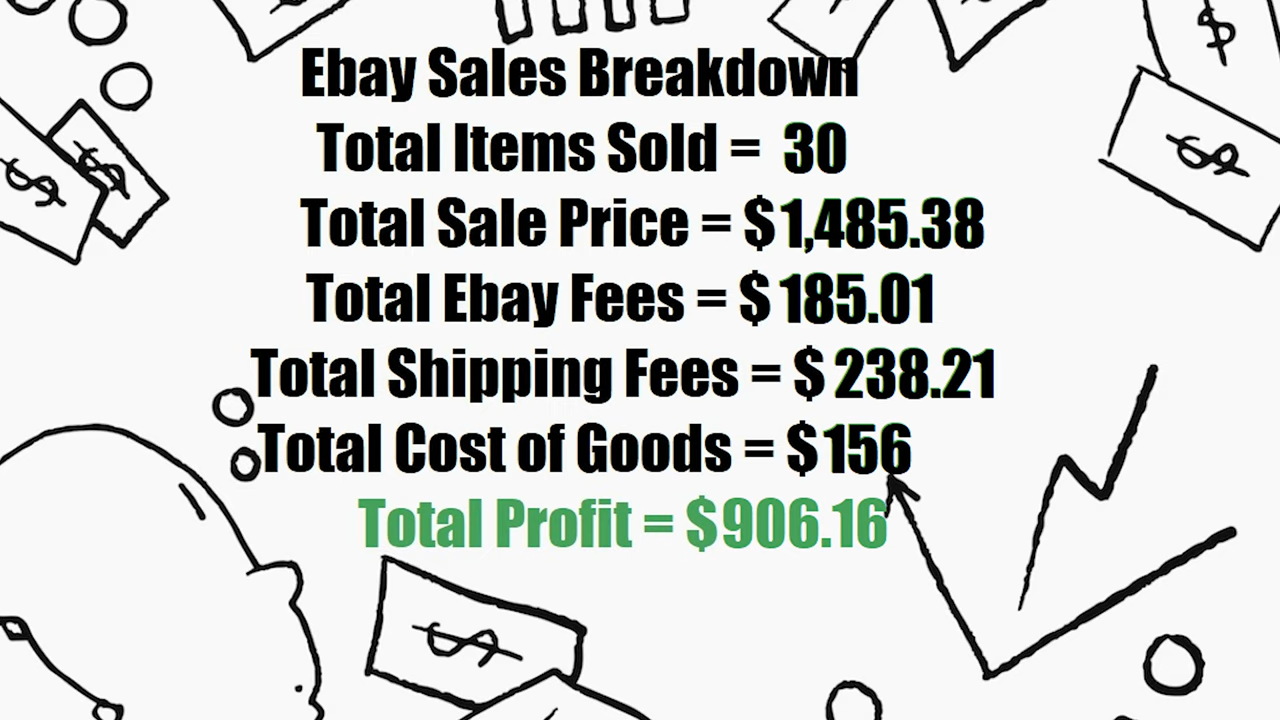 Ebay Sales Breakdown
Total Items Sold = 30
Total Sale Price = $1,485.38
Total Ebay Fees = $185.01
Total Shipping Fees = $238.21
Total Cost of Goods = $156
Total Profit = $906.16